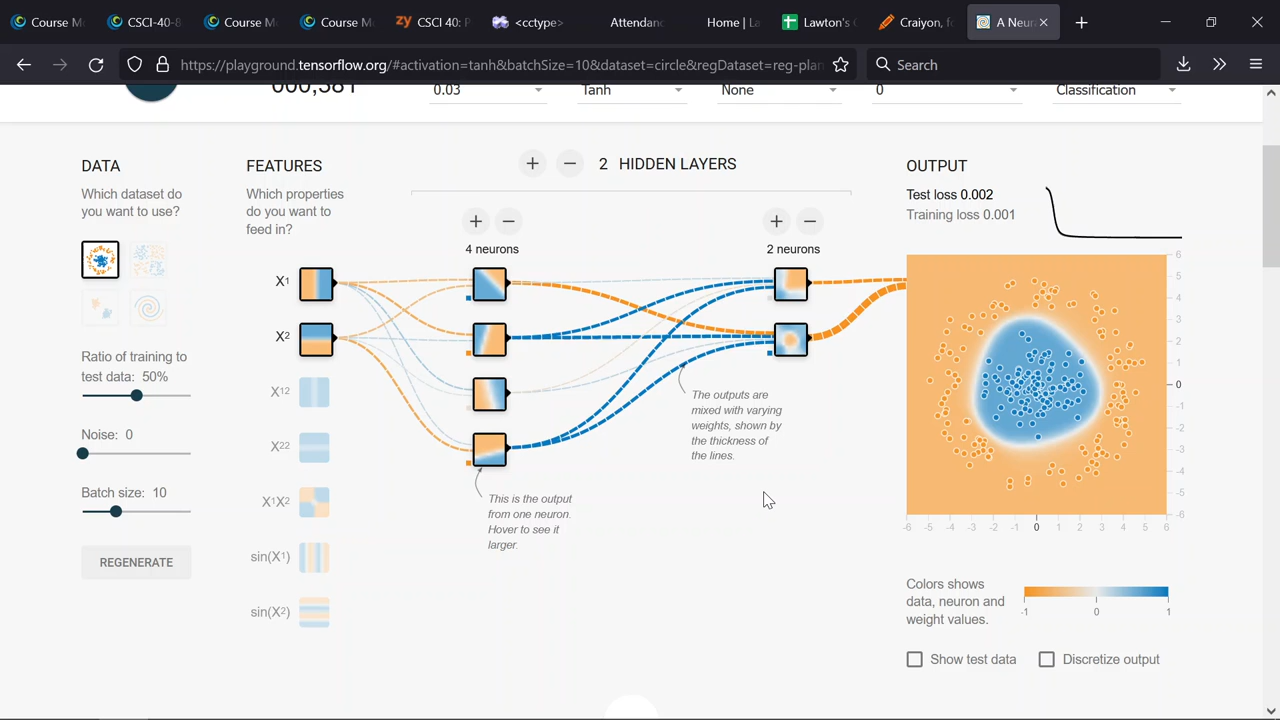 Course M
CSCI-40-8
Course M
Course M
zy CSCI 40: P
<cctype>
Attendanc
Home | La
Lawton's C
Craiyon, fo
A Neur
https://playground.tensorflow.org/#activation=tanh&batchSize=10&dataset=circle&regDataset=reg-plan
Search
000,381
0.03
Tanh
None
0
Classification
DATA
Which dataset do
you want to use?
Ratio of training to
test data: 50%
Noise: 0
Batch size: 10
REGENERATE
FEATURES
Which properties
do you want to
feed in?
X1
X2
X12
X22
X1X2
sin(X1)
sin(X2)
+ − 2 HIDDEN LAYERS
+ −
4 neurons
+ −
2 neurons
The outputs are
mixed with varying
weights, shown by
the thickness of
the lines.
This is the output
from one neuron.
Hover to see it
larger.
OUTPUT
Test loss 0.002
Training loss 0.001
6
5
4
3
2
1
0
-1
-2
-3
-4
-5
-6
-6 -5 -4 -3 -2 -1 0 1 2 3 4 5 6
Colors shows
data, neuron and
weight values.
-1 0 1
Show test data
Discretize output